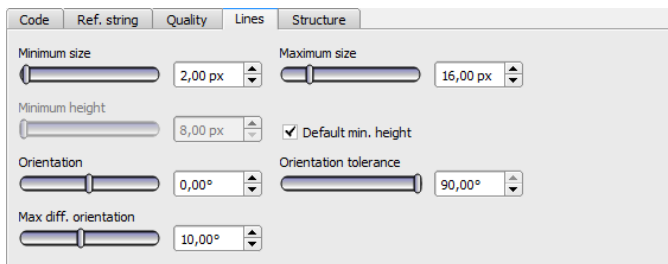 Code Ref. string Quality Lines Structure
Minimum size Maximum size
2,00 px 16,00 px
Minimum height
8,00 px Default min. height
Orientation Orientation tolerance
0,00° 90,00°
Max diff. orientation
10,00°